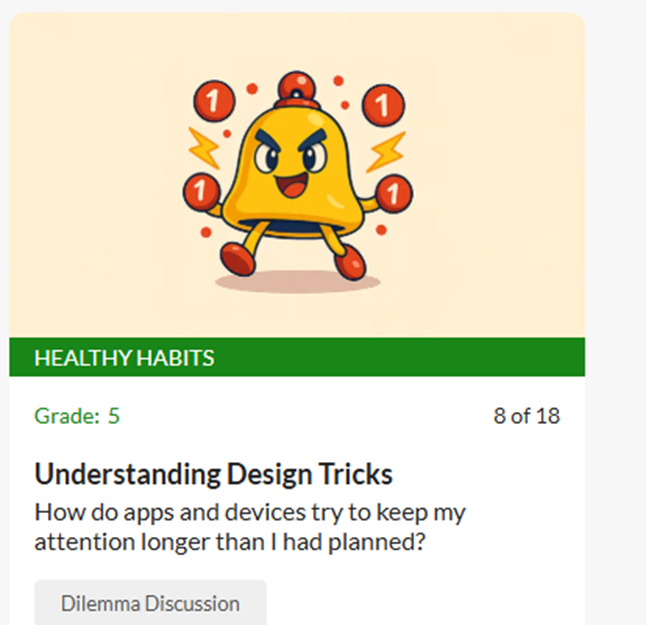 1
1
1
1
HEALTHY HABITS
Grade: 5
8 of 18
Understanding Design Tricks
How do apps and devices try to keep my
attention longer than I had planned?
Dilemma Discussion